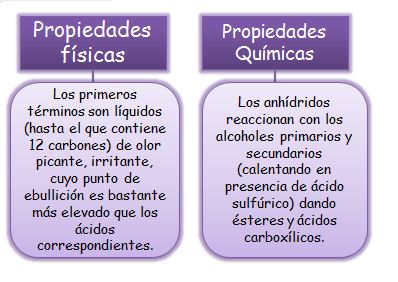 Propiedades
físicas
Los primeros
términos son líquidos
(hasta el que contiene
12 carbones) de olor
picante, irritante,
cuyo punto de
ebullición es bastante
más elevado que los
ácidos
correspondientes.
Propiedades
Químicas
Los anhídridos
reaccionan con los
alcoholes primarios y
secundarios
(calentando en
presencia de ácido
sulfúrico) dando
ésteres y ácidos
carboxílicos.